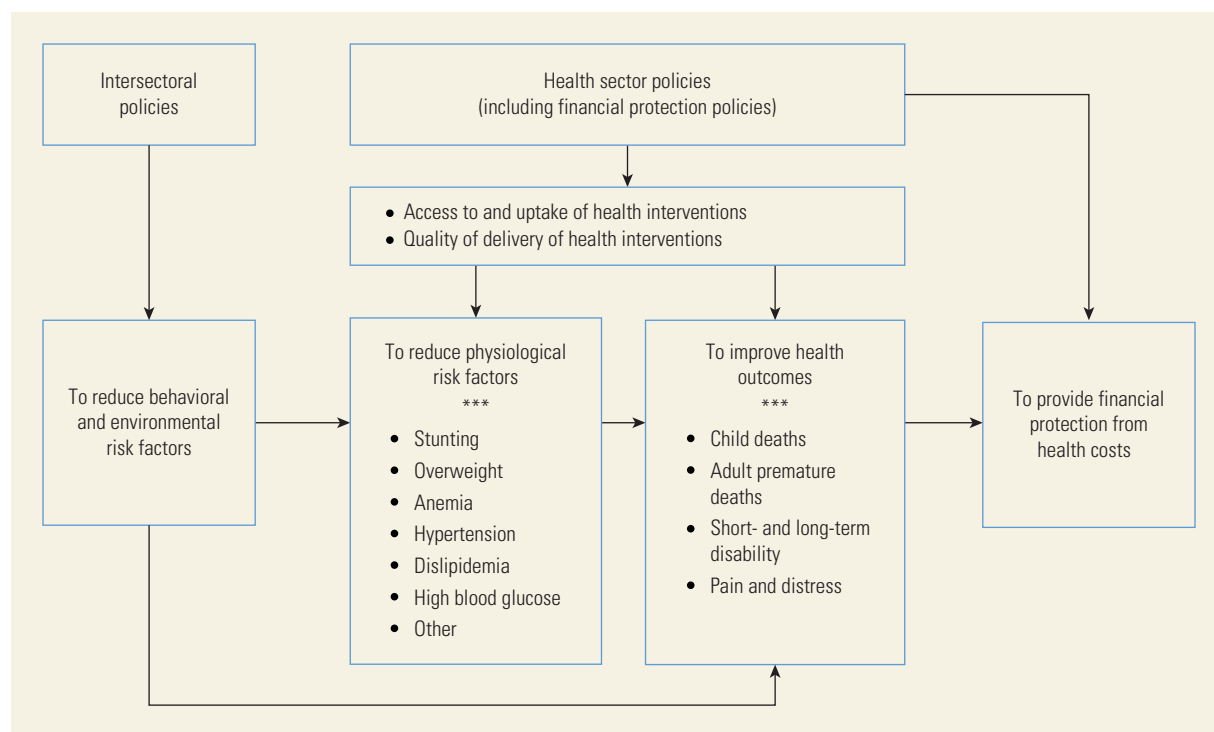 Intersectoral
policies
Health sector policies
(including financial protection policies)
• Access to and uptake of health interventions
• Quality of delivery of health interventions
To reduce behavioral
and environmental
risk factors
To reduce physiological
risk factors
***
• Stunting
• Overweight
• Anemia
• Hypertension
• Dislipidemia
• High blood glucose
• Other
To improve health
outcomes
***
• Child deaths
• Adult premature
deaths
• Short- and long-term
disability
• Pain and distress
To provide financial
protection from
health costs